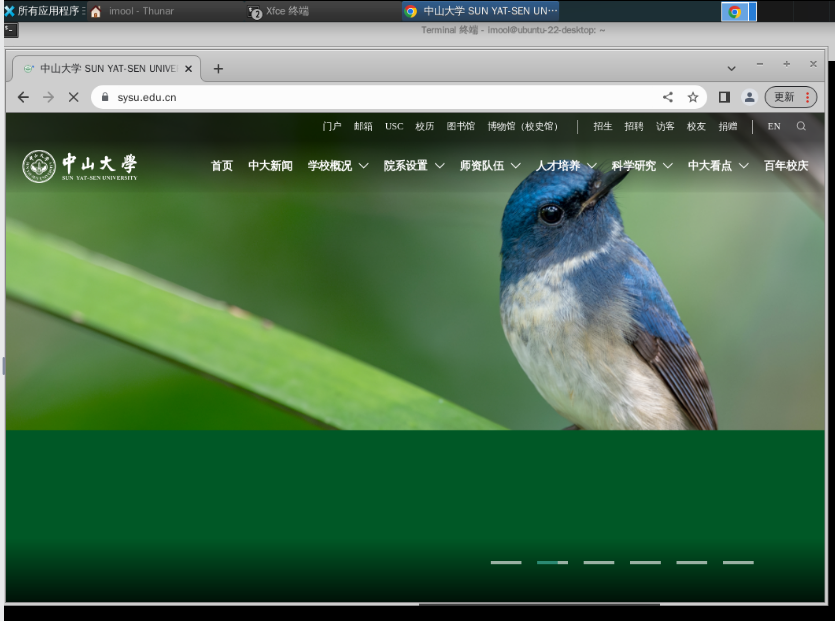 所有应用程序 imool - Thunar Xfce 终端 中山大学 SUN YAT-SEN UN···
Terminal 终端 - imool@ubuntu-22-desktop: ~
中山大学 SUN YAT-SEN UNIVE
sysu.edu.cn 更新
门户 邮箱 USC 校历 图书馆 博物馆（校史馆） 招生 招聘 访客 校友 捐赠 EN
中山大學
SUN YAT-SEN UNIVERSITY
首页 中大新闻 学校概况 院系设置 师资队伍 人才培养 科学研究 中大看点 百年校庆